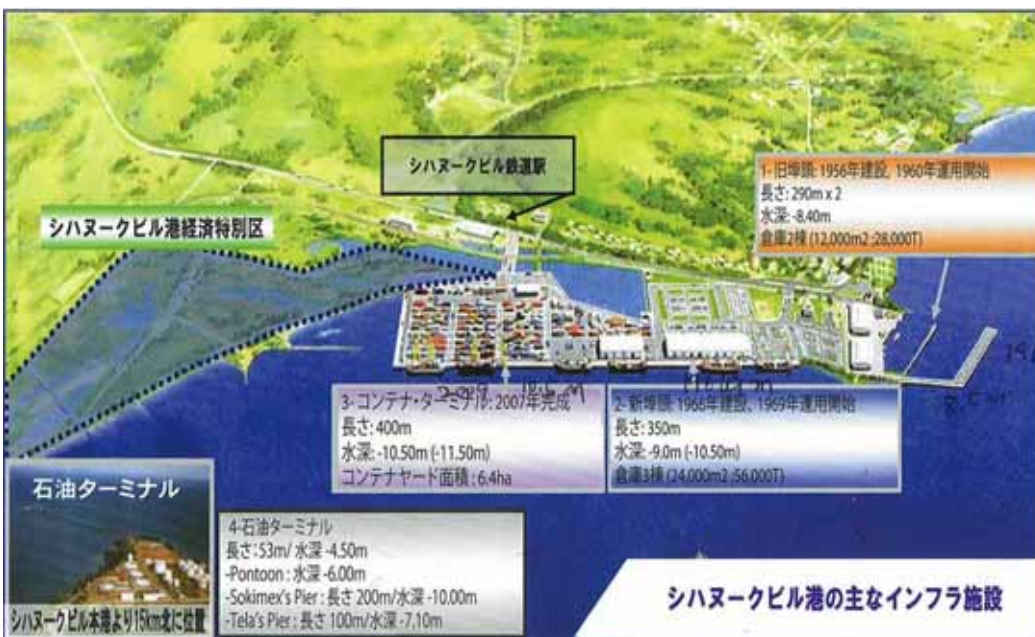 シハヌークビル鉄道駅
シハヌークビル港経済特別区
1-旧埠頭: 1956年建設, 1960年運用開始
長さ: 290m x 2
水深: -8.40m
倉庫2棟 (12,000m2 ;28,000T)
3- コンテナ・ターミナル: 2007年完成
長さ: 400m
水深: -10.50m (-11.50m)
コンテナヤード面積 : 6.4ha
2- 新埠頭: 1966年建設、1969年運用開始
長さ: 350m
水深: -9.0m (-10.50m)
倉庫3棟 (24,000m2 ;56,000T)
石油ターミナル
シハヌークビル本港より15km北に位置
4-石油ターミナル
長さ:53m/ 水深 -4.50m
-Pontoon : 水深 -6.00m
-Sokimex's Pier : 長さ 200m/水深 -10.00m
-Tela's Pier : 長さ 100m/水深 -7.10m
シハヌークビル港の主なインフラ施設